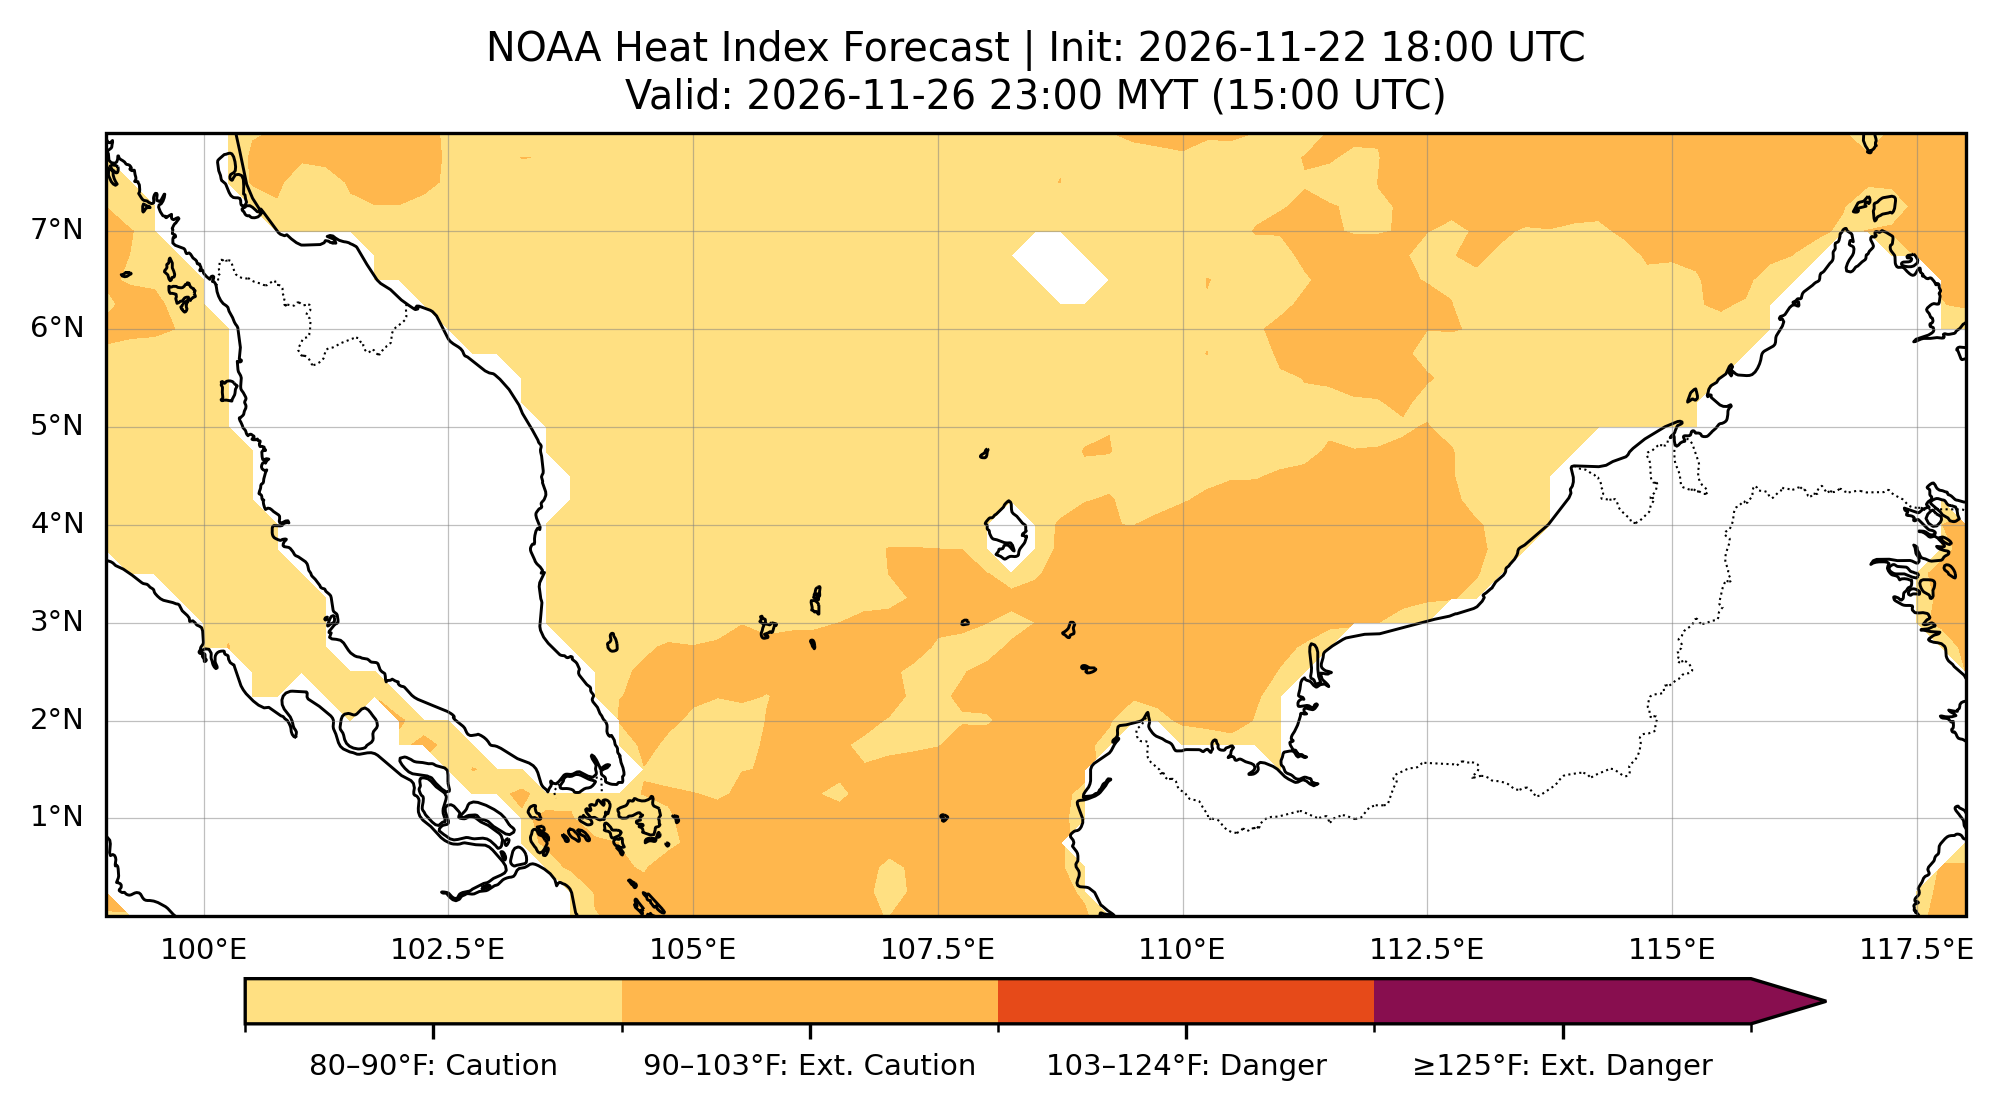 NOAA Heat Index Forecast | Init: 2026-11-22 18:00 UTC
Valid: 2026-11-26 23:00 MYT (15:00 UTC)
7°N
6°N
5°N
4°N
3°N
2°N
1°N
100°E 102.5°E 105°E 107.5°E 110°E 112.5°E 115°E 117.5°E
80–90°F: Caution 90–103°F: Ext. Caution 103–124°F: Danger ≥125°F: Ext. Danger